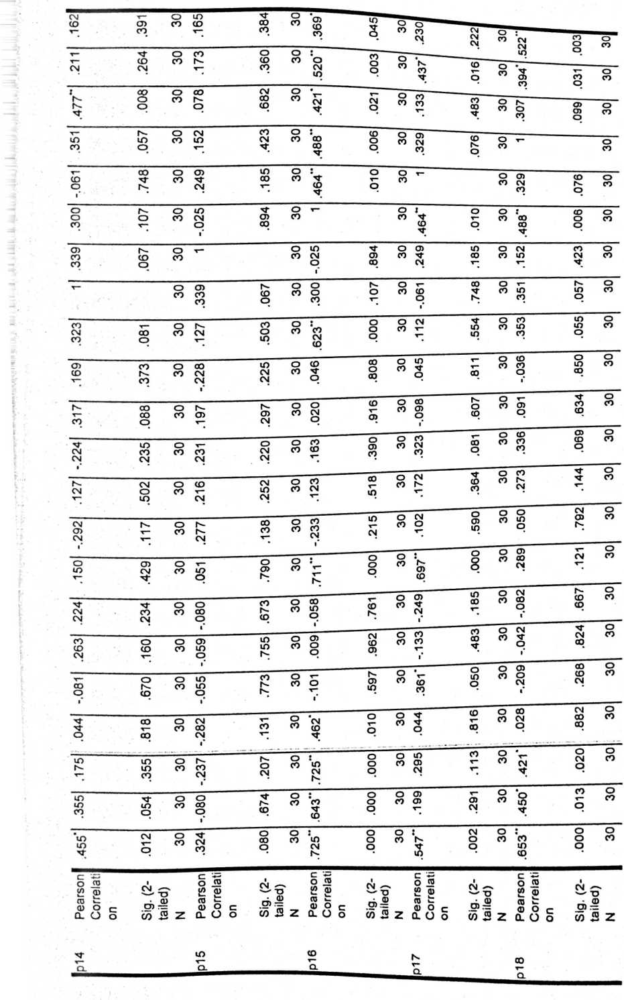 p14 Pearson .455* .355 .175 .044 -.081 .263 .224 .150 -.292 .127 -.224 .317 .169 .323 1 .339 .300 -.061 .351 .477** .211 .162
Correlati
on
Sig. (2- .012 .054 .355 .818 .670 .160 .234 .429 .117 .502 .235 .088 .373 .081 .067 .107 .748 .057 .008 .264 .391
tailed)
N 30 30 30 30 30 30 30 30 30 30 30 30 30 30 30 30 30 30 30 30 30 30
p15 Pearson .324 -.080 -.237 -.282 -.055 -.059 -.080 .051 .277 .216 .231 .197 -.228 .127 .339 1 -.025 .249 .152 .078 .173 .165
Correlati
on
Sig. (2- .080 .674 .207 .131 .773 .755 .673 .790 .138 .252 .220 .297 .225 .503 .067 .894 .185 .423 .682 .360 .384
tailed)
N 30 30 30 30 30 30 30 30 30 30 30 30 30 30 30 30 30 30 30 30 30 30
p16 Pearson .725** .643** .725** .462* -.101 .009 -.058 .711** -.233 .123 .163 .020 .046 .623** .300 -.025 1 .464** .488** .421* .520** .369*
Correlati
on
Sig. (2- .000 .000 .000 .010 .597 .962 .761 .000 .215 .518 .390 .916 .808 .000 .107 .894 .010 .006 .021 .003 .045
tailed)
N 30 30 30 30 30 30 30 30 30 30 30 30 30 30 30 30 30 30 30 30 30 30
p17 Pearson .547** .199 .295 .044 .361* -.133 -.249 .697** .102 .172 .323 -.098 .045 .112 -.061 .249 .464** 1 .329 .133 .437* .230
Correlati
on
Sig. (2- .002 .291 .113 .816 .050 .483 .185 .000 .590 .364 .081 .607 .811 .554 .748 .185 .010 .076 .483 .016 .222
tailed)
N 30 30 30 30 30 30 30 30 30 30 30 30 30 30 30 30 30 30 30 30 30 30
p18 Pearson .653** .450* .421* .028 -.209 -.042 -.082 .289 .050 .273 .336 .091 -.036 .353 .351 .152 .488** .329 1 .307 .394* .522**
Correlati
on
Sig. (2- .000 .013 .020 .882 .268 .824 .667 .121 .792 .144 .069 .634 .850 .055 .057 .423 .006 .076 .099 .031 .003
tailed)
N 30 30 30 30 30 30 30 30 30 30 30 30 30 30 30 30 30 30 30 30 30 30